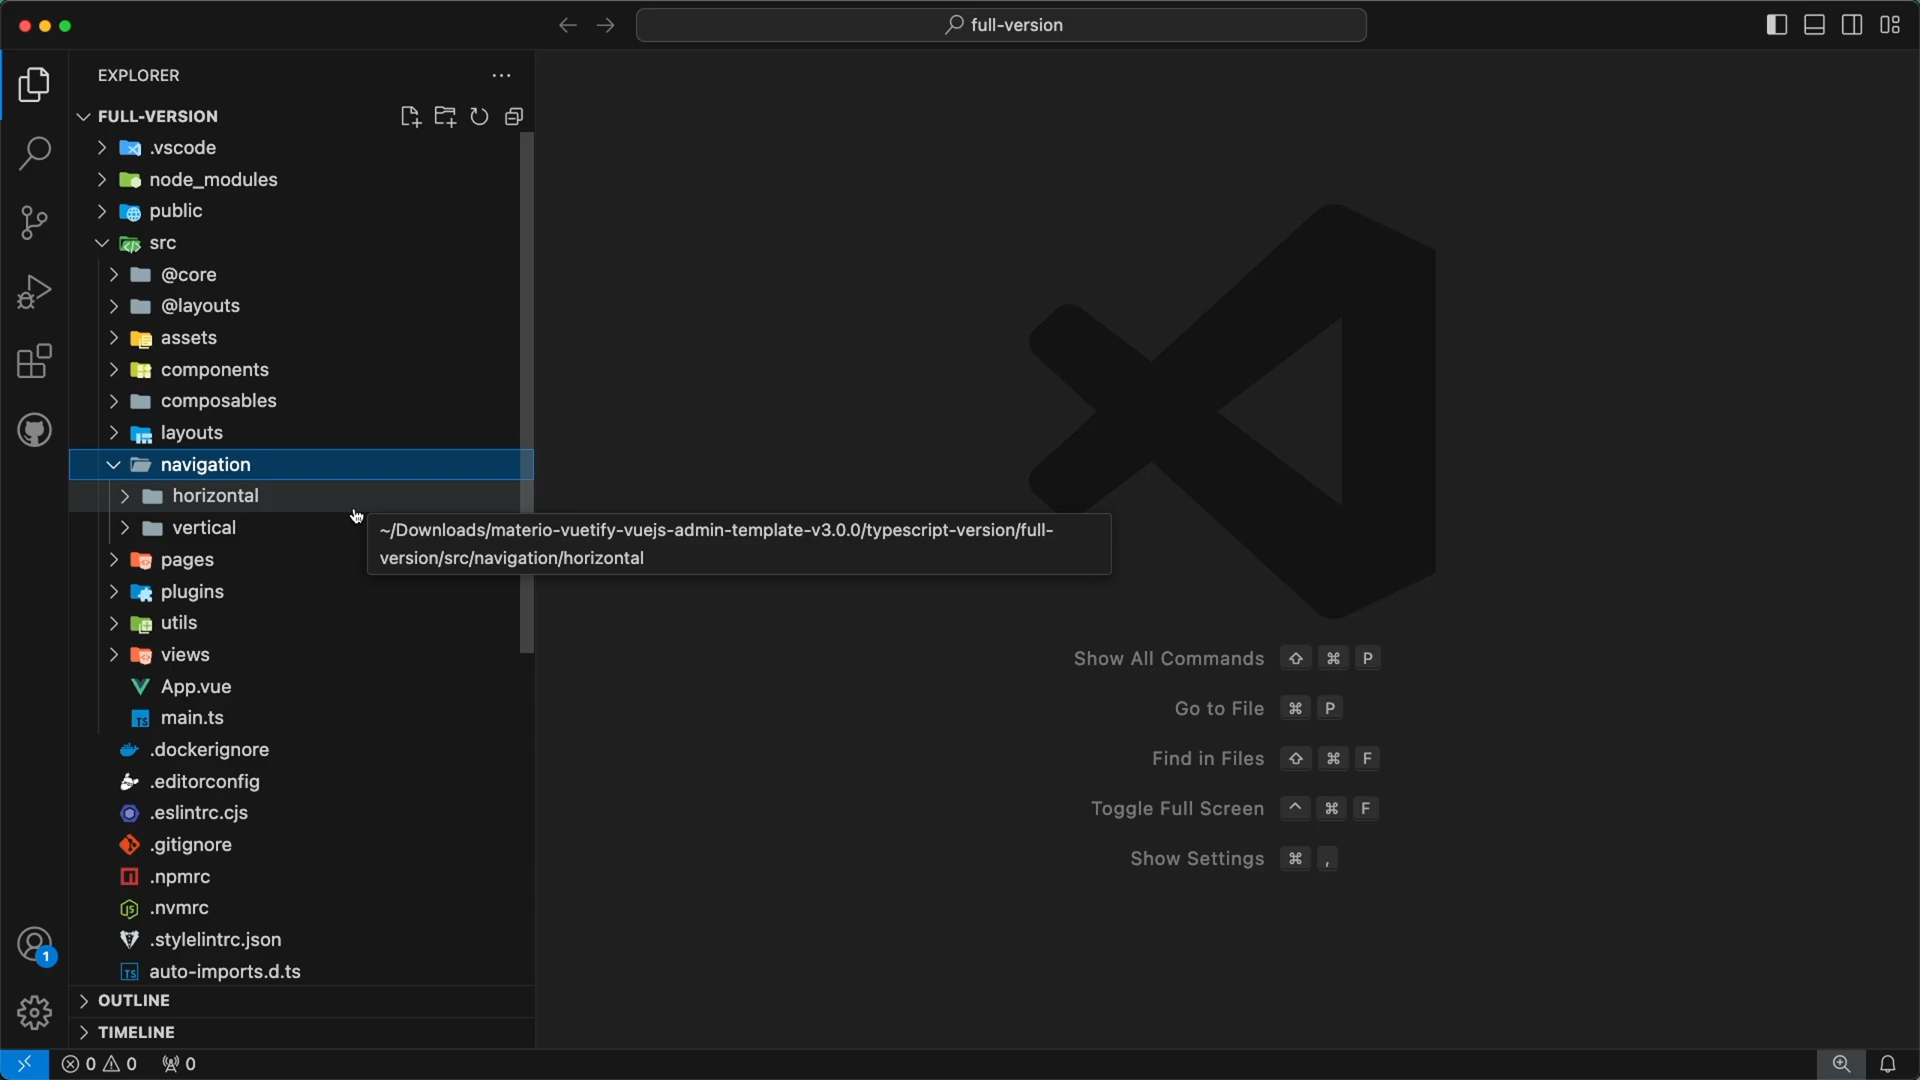 full-version
EXPLORER
FULL-VERSION
.vscode
node_modules
public
src
@core
@layouts
assets
components
composables
layouts
navigation
horizontal
vertical
~/Downloads/materio-vuetify-vuejs-admin-template-v3.0.0/typescript-version/full-
version/src/navigation/horizontal
pages
plugins
utils
views
App.vue
main.ts
.dockerignore
.editorconfig
.eslintrc.cjs
.gitignore
.npmrc
.nvmrc
.stylelintrc.json
auto-imports.d.ts
OUTLINE
TIMELINE
Show All Commands ⇧ ⌘ P
Go to File ⌘ P
Find in Files ⇧ ⌘ F
Toggle Full Screen ^ ⌘ F
Show Settings ⌘ ,
1
0 0 0